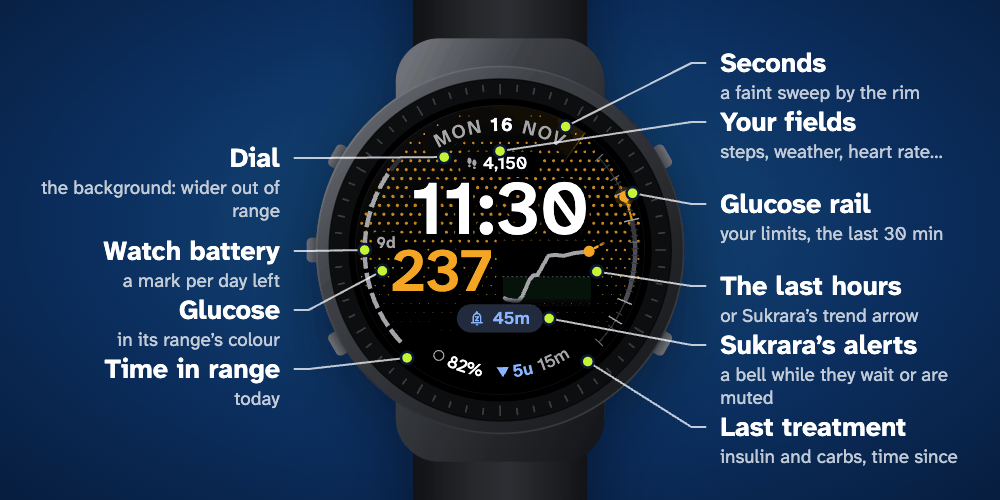 Dial
the background: wider out of
range
Watch battery
a mark per day left
Glucose
in its range's colour
Time in range
today
MON 16 NOV
4,150
11:30
9d
237
45m
82%
5u 15m
Seconds
a faint sweep by the rim
Your fields
steps, weather, heart rate...
Glucose rail
your limits, the last 30 min
The last hours
or Sukrara's trend arrow
Sukrara's alerts
a bell while they wait or are
muted
Last treatment
insulin and carbs, time since